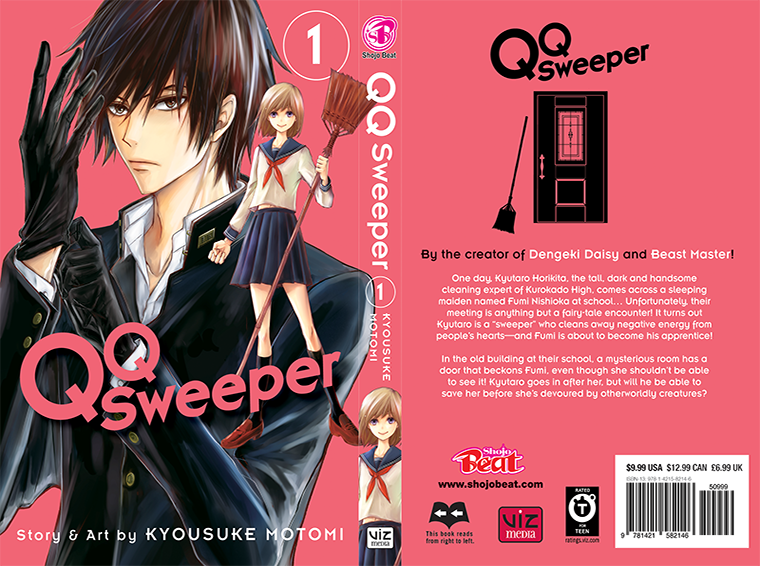 1
QQ
Sweeper
Story & Art by KYOUSUKE MOTOMI
Shojo Beat
QQ Sweeper
1
KYOUSUKE
MOTOMI
VIZ
MEDIA
QQ
Sweeper
By the creator of Dengeki Daisy and Beast Master!
One day, Kyutaro Horikita, the tall, dark and handsome
cleaning expert of Kurokado High, comes across a sleeping
maiden named Fumi Nishioka at school... Unfortunately, their
meeting is anything but a fairy-tale encounter! It turns out
Kyutaro is a "sweeper" who cleans away negative energy from
people's hearts—and Fumi is about to become his apprentice!
In the old building at their school, a mysterious room has a
door that beckons Fumi, even though she shouldn't be able
to see it! Kyutaro goes in after her, but will he be able to
save her before she's devoured by otherworldly creatures?
Shojo
Beat
www.shojobeat.com
This book reads
from right to left.
VIZ
MEDIA
RATED
T
FOR
TEEN
ratings.viz.com
$9.99 USA $12.99 CAN £6.99 UK
ISBN-13: 978-1-4215-8214-6
50999
9 781421 582146